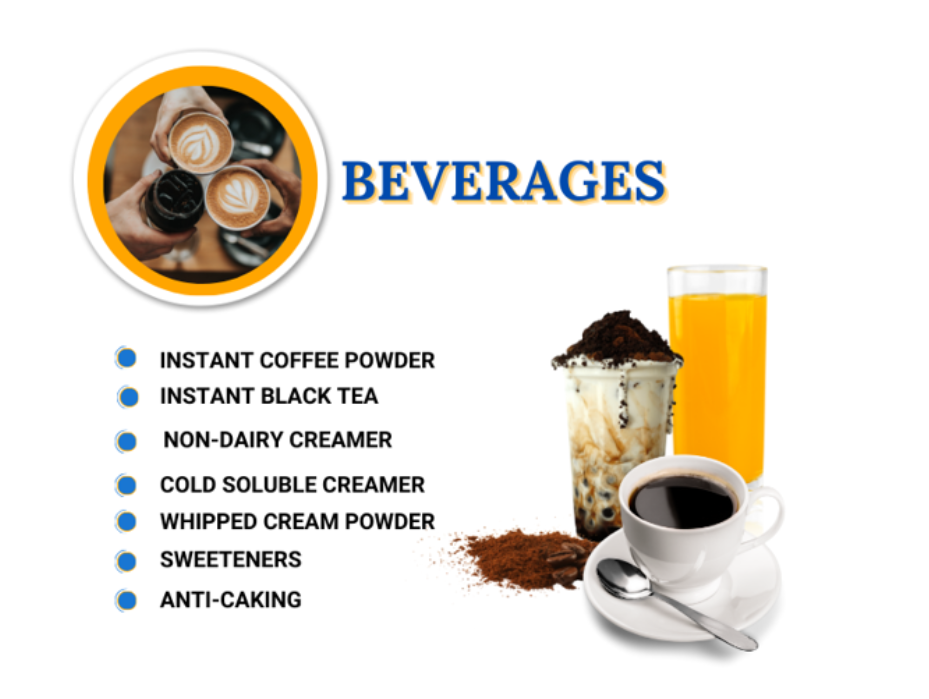 BEVERAGES
INSTANT COFFEE POWDER
INSTANT BLACK TEA
NON-DAIRY CREAMER
COLD SOLUBLE CREAMER
WHIPPED CREAM POWDER
SWEETENERS
ANTI-CAKING